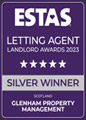 ESTAS
LETTING AGENT
LANDLORD AWARDS 2023
SILVER WINNER
SCOTLAND
GLENHAM PROPERTY
MANAGEMENT